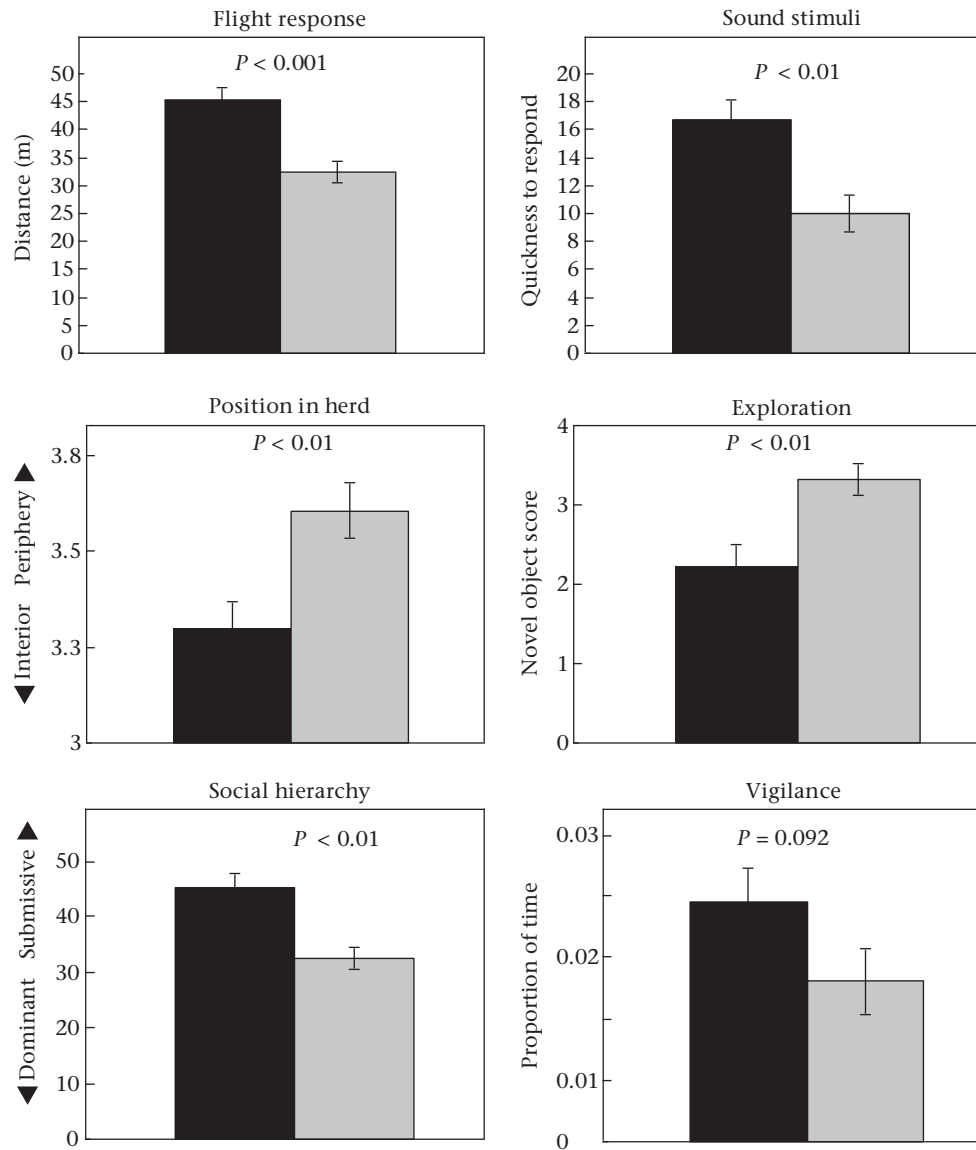 Flight response
P < 0.001
Distance (m)
50
45
40
35
30
25
20
15
10
5
0
Sound stimuli
P < 0.01
Quickness to respond
20
18
16
14
12
10
8
6
4
2
0
Position in herd
P < 0.01
◀ Interior Periphery ▶
3.8
3.5
3.3
3
Exploration
P < 0.01
Novel object score
4
3
2
1
0
Social hierarchy
P < 0.01
◀ Dominant Submissive ▶
50
40
30
20
10
0
Vigilance
P = 0.092
Proportion of time
0.03
0.02
0.01
0